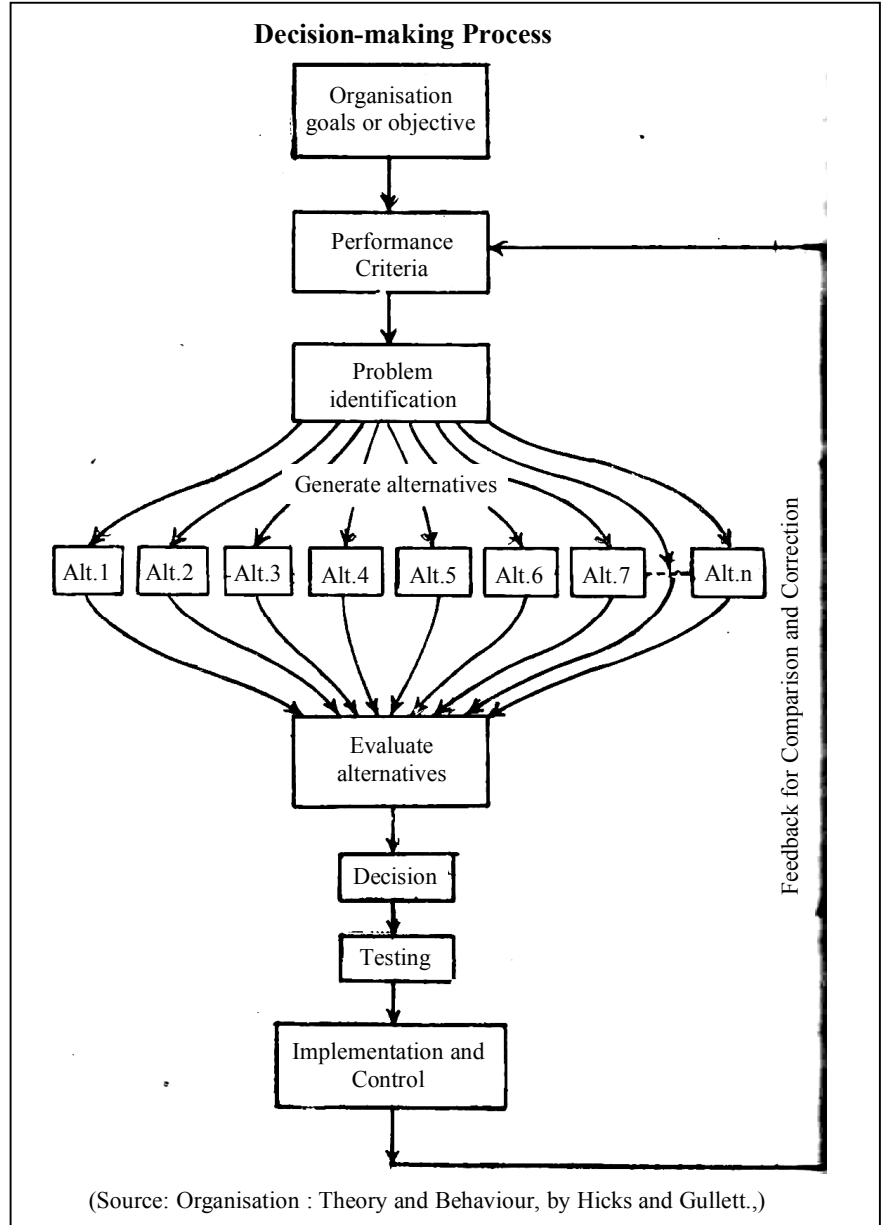 Decision-making Process
Organisation
goals or objective
Performance
Criteria
Problem
identification
Generate alternatives
Alt.1
Alt.2
Alt.3
Alt.4
Alt.5
Alt.6
Alt.7
Alt.n
Evaluate
alternatives
Decision
Testing
Implementation and
Control
Feedback for Comparison and Correction
(Source: Organisation : Theory and Behaviour, by Hicks and Gullett.,)